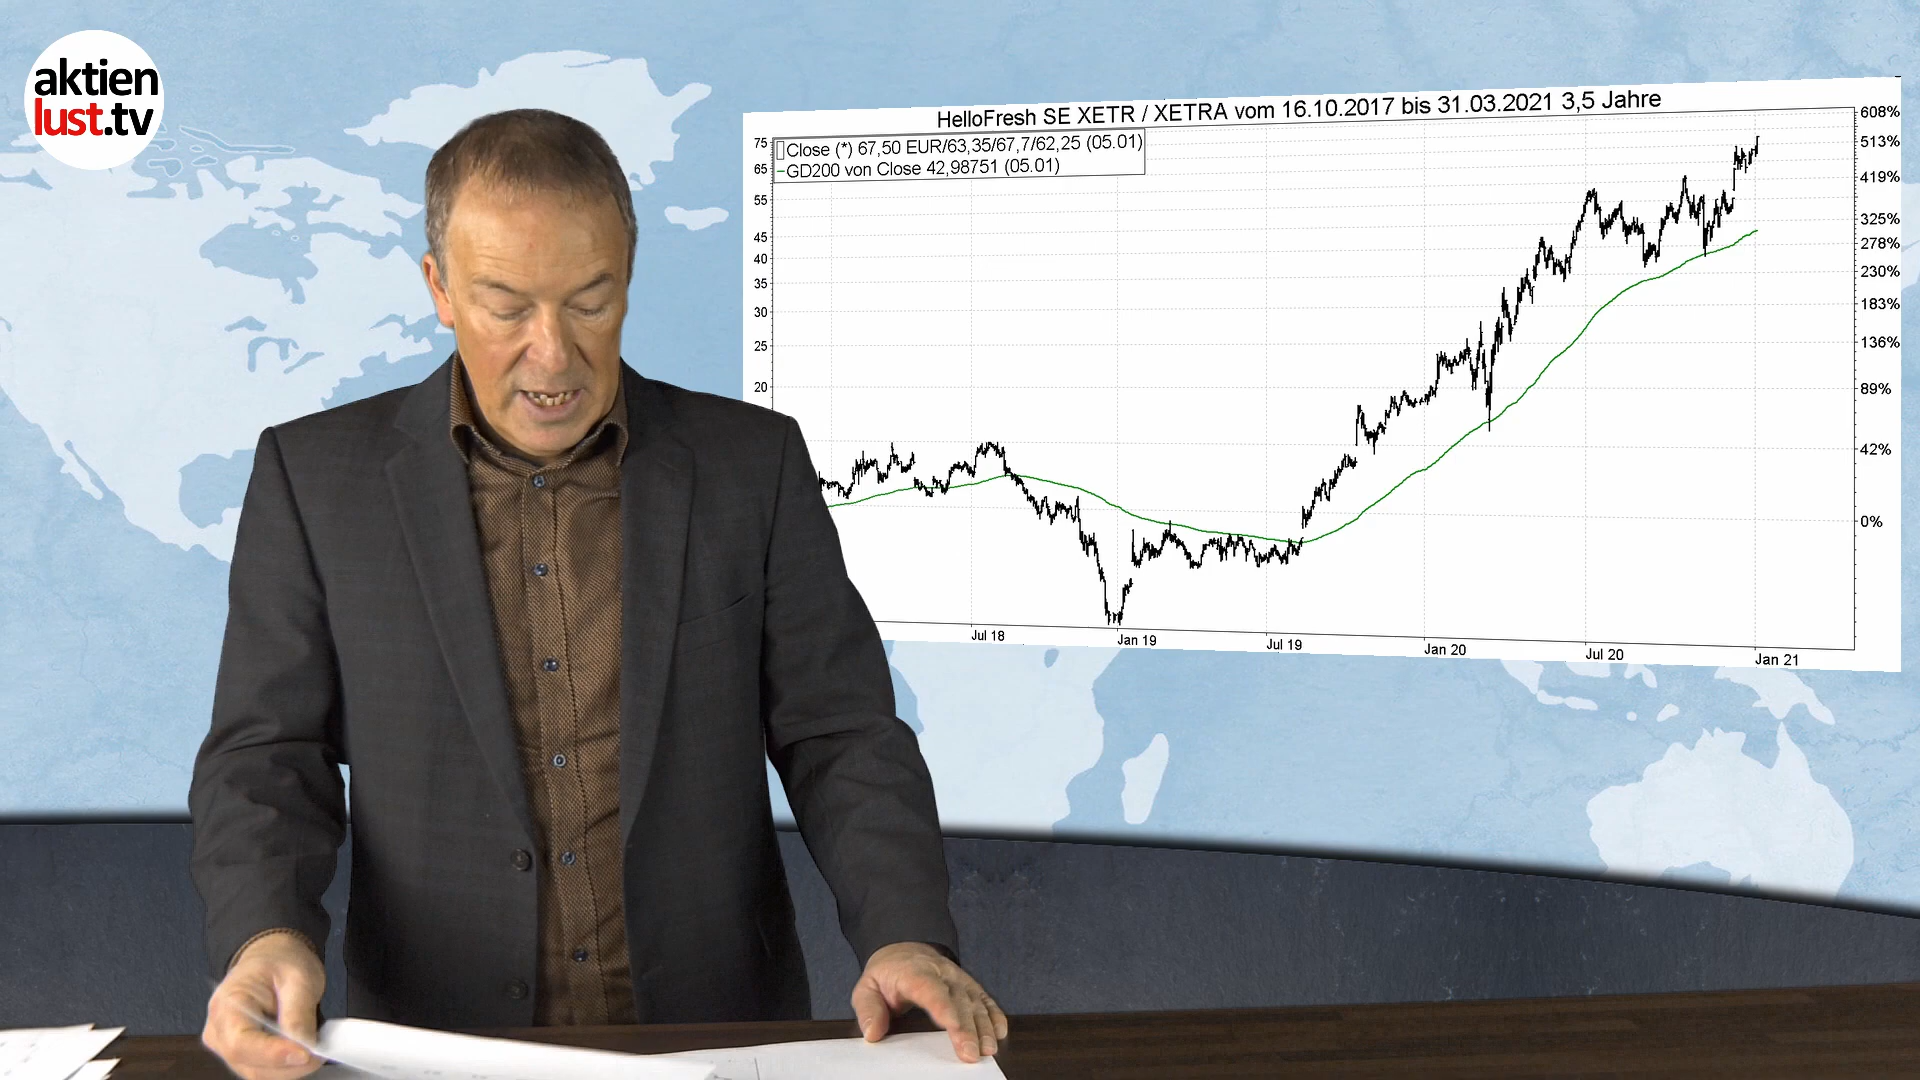 aktien
lust.tv
HelloFresh SE XETR / XETRA vom 16.10.2017 bis 31.03.2021 3,5 Jahre
Close (*) 67,50 EUR/63,35/67,7/62,25 (05.01)
GD200 von Close 42,98751 (05.01)
75
65
55
45
40
35
30
25
20
608%
513%
419%
325%
278%
230%
183%
136%
89%
42%
0%
Jul 18
Jan 19
Jul 19
Jan 20
Jul 20
Jan 21